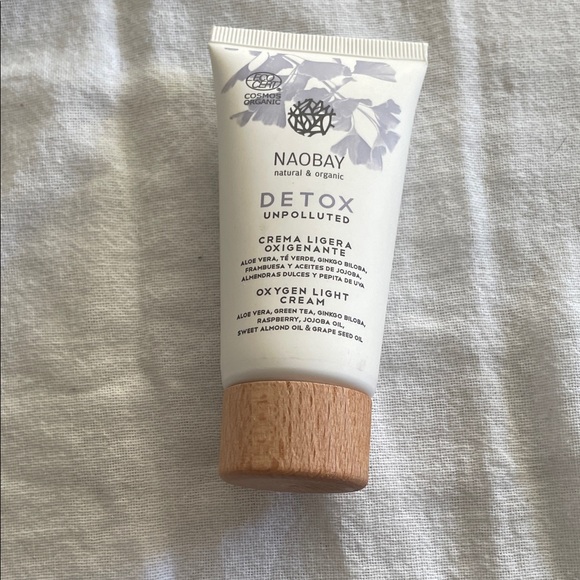 ECO
CERT
COSMOS
ORGANIC
NAOBAY
natural & organic
DETOX
UNPOLLUTED
CREMA LIGERA
OXIGENANTE
ALOE VERA, TÉ VERDE, GINKGO BILOBA,
FRAMBUESA Y ACEITES DE JOJOBA,
ALMENDRAS DULCES Y PEPITA DE UVA
OXYGEN LIGHT
CREAM
ALOE VERA, GREEN TEA, GINKGO BILOBA,
RASPBERRY, JOJOBA OIL,
SWEET ALMOND OIL & GRAPE SEED OIL